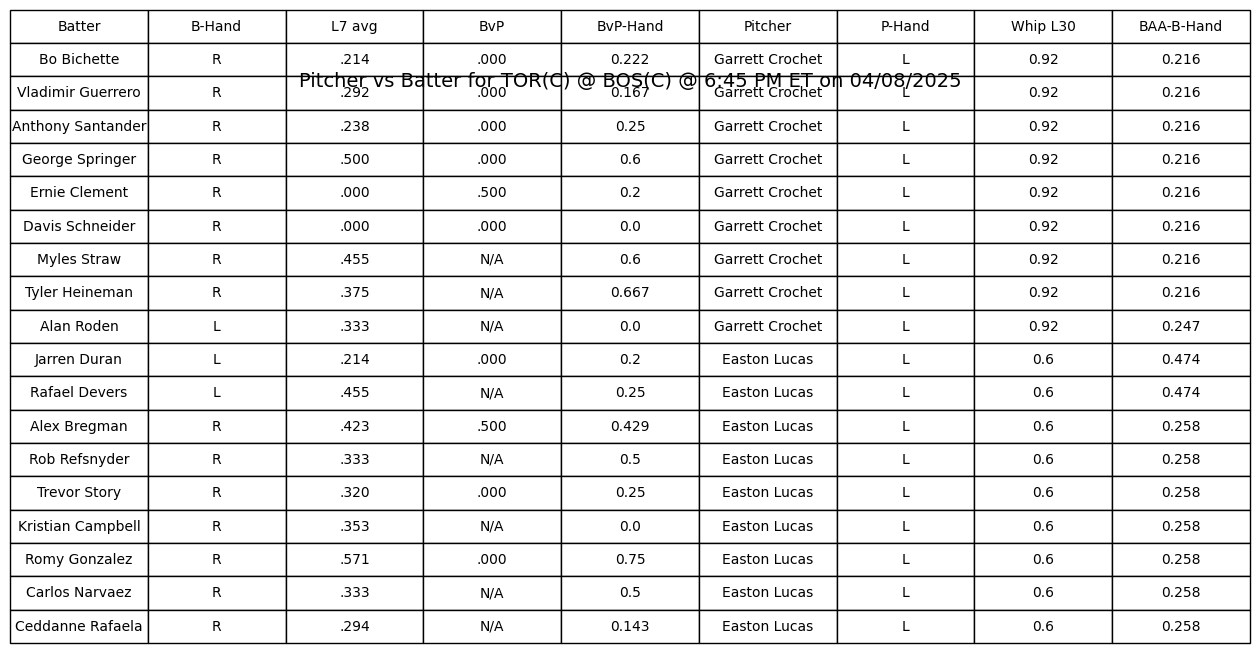 Batter B-Hand L7 avg BvP BvP-Hand Pitcher P-Hand Whip L30 BAA-B-Hand
Bo Bichette R .214 .000 0.222 Garrett Crochet L 0.92 0.216
Pitcher vs Batter for TOR(C) @ BOS(C) @ 6:45 PM ET on 04/08/2025
Vladimir Guerrero R .292 .000 0.167 Garrett Crochet L 0.92 0.216
Anthony Santander R .238 .000 0.25 Garrett Crochet L 0.92 0.216
George Springer R .500 .000 0.6 Garrett Crochet L 0.92 0.216
Ernie Clement R .000 .500 0.2 Garrett Crochet L 0.92 0.216
Davis Schneider R .000 .000 0.0 Garrett Crochet L 0.92 0.216
Myles Straw R .455 N/A 0.6 Garrett Crochet L 0.92 0.216
Tyler Heineman R .375 N/A 0.667 Garrett Crochet L 0.92 0.216
Alan Roden L .333 N/A 0.0 Garrett Crochet L 0.92 0.247
Jarren Duran L .214 .000 0.2 Easton Lucas L 0.6 0.474
Rafael Devers L .455 N/A 0.25 Easton Lucas L 0.6 0.474
Alex Bregman R .423 .500 0.429 Easton Lucas L 0.6 0.258
Rob Refsnyder R .333 N/A 0.5 Easton Lucas L 0.6 0.258
Trevor Story R .320 .000 0.25 Easton Lucas L 0.6 0.258
Kristian Campbell R .353 N/A 0.0 Easton Lucas L 0.6 0.258
Romy Gonzalez R .571 .000 0.75 Easton Lucas L 0.6 0.258
Carlos Narvaez R .333 N/A 0.5 Easton Lucas L 0.6 0.258
Ceddanne Rafaela R .294 N/A 0.143 Easton Lucas L 0.6 0.258